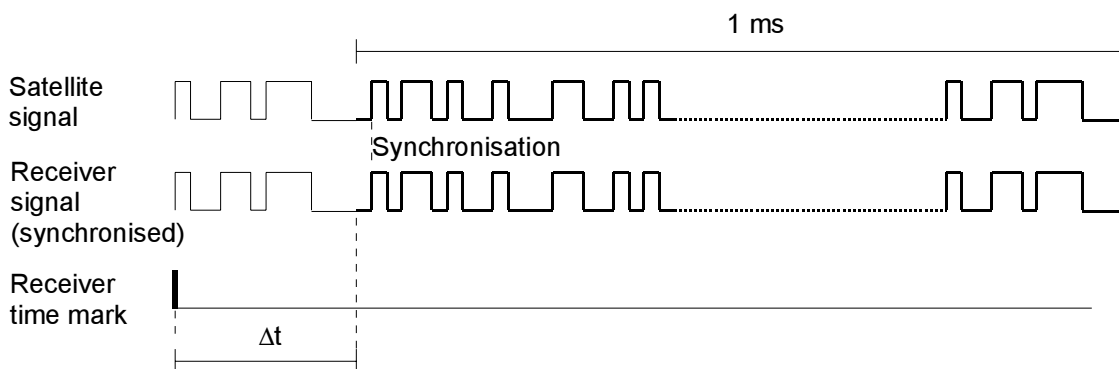 1 ms
Satellite
signal
Synchronisation
Receiver
signal
(synchronised)
Receiver
time mark
Δt